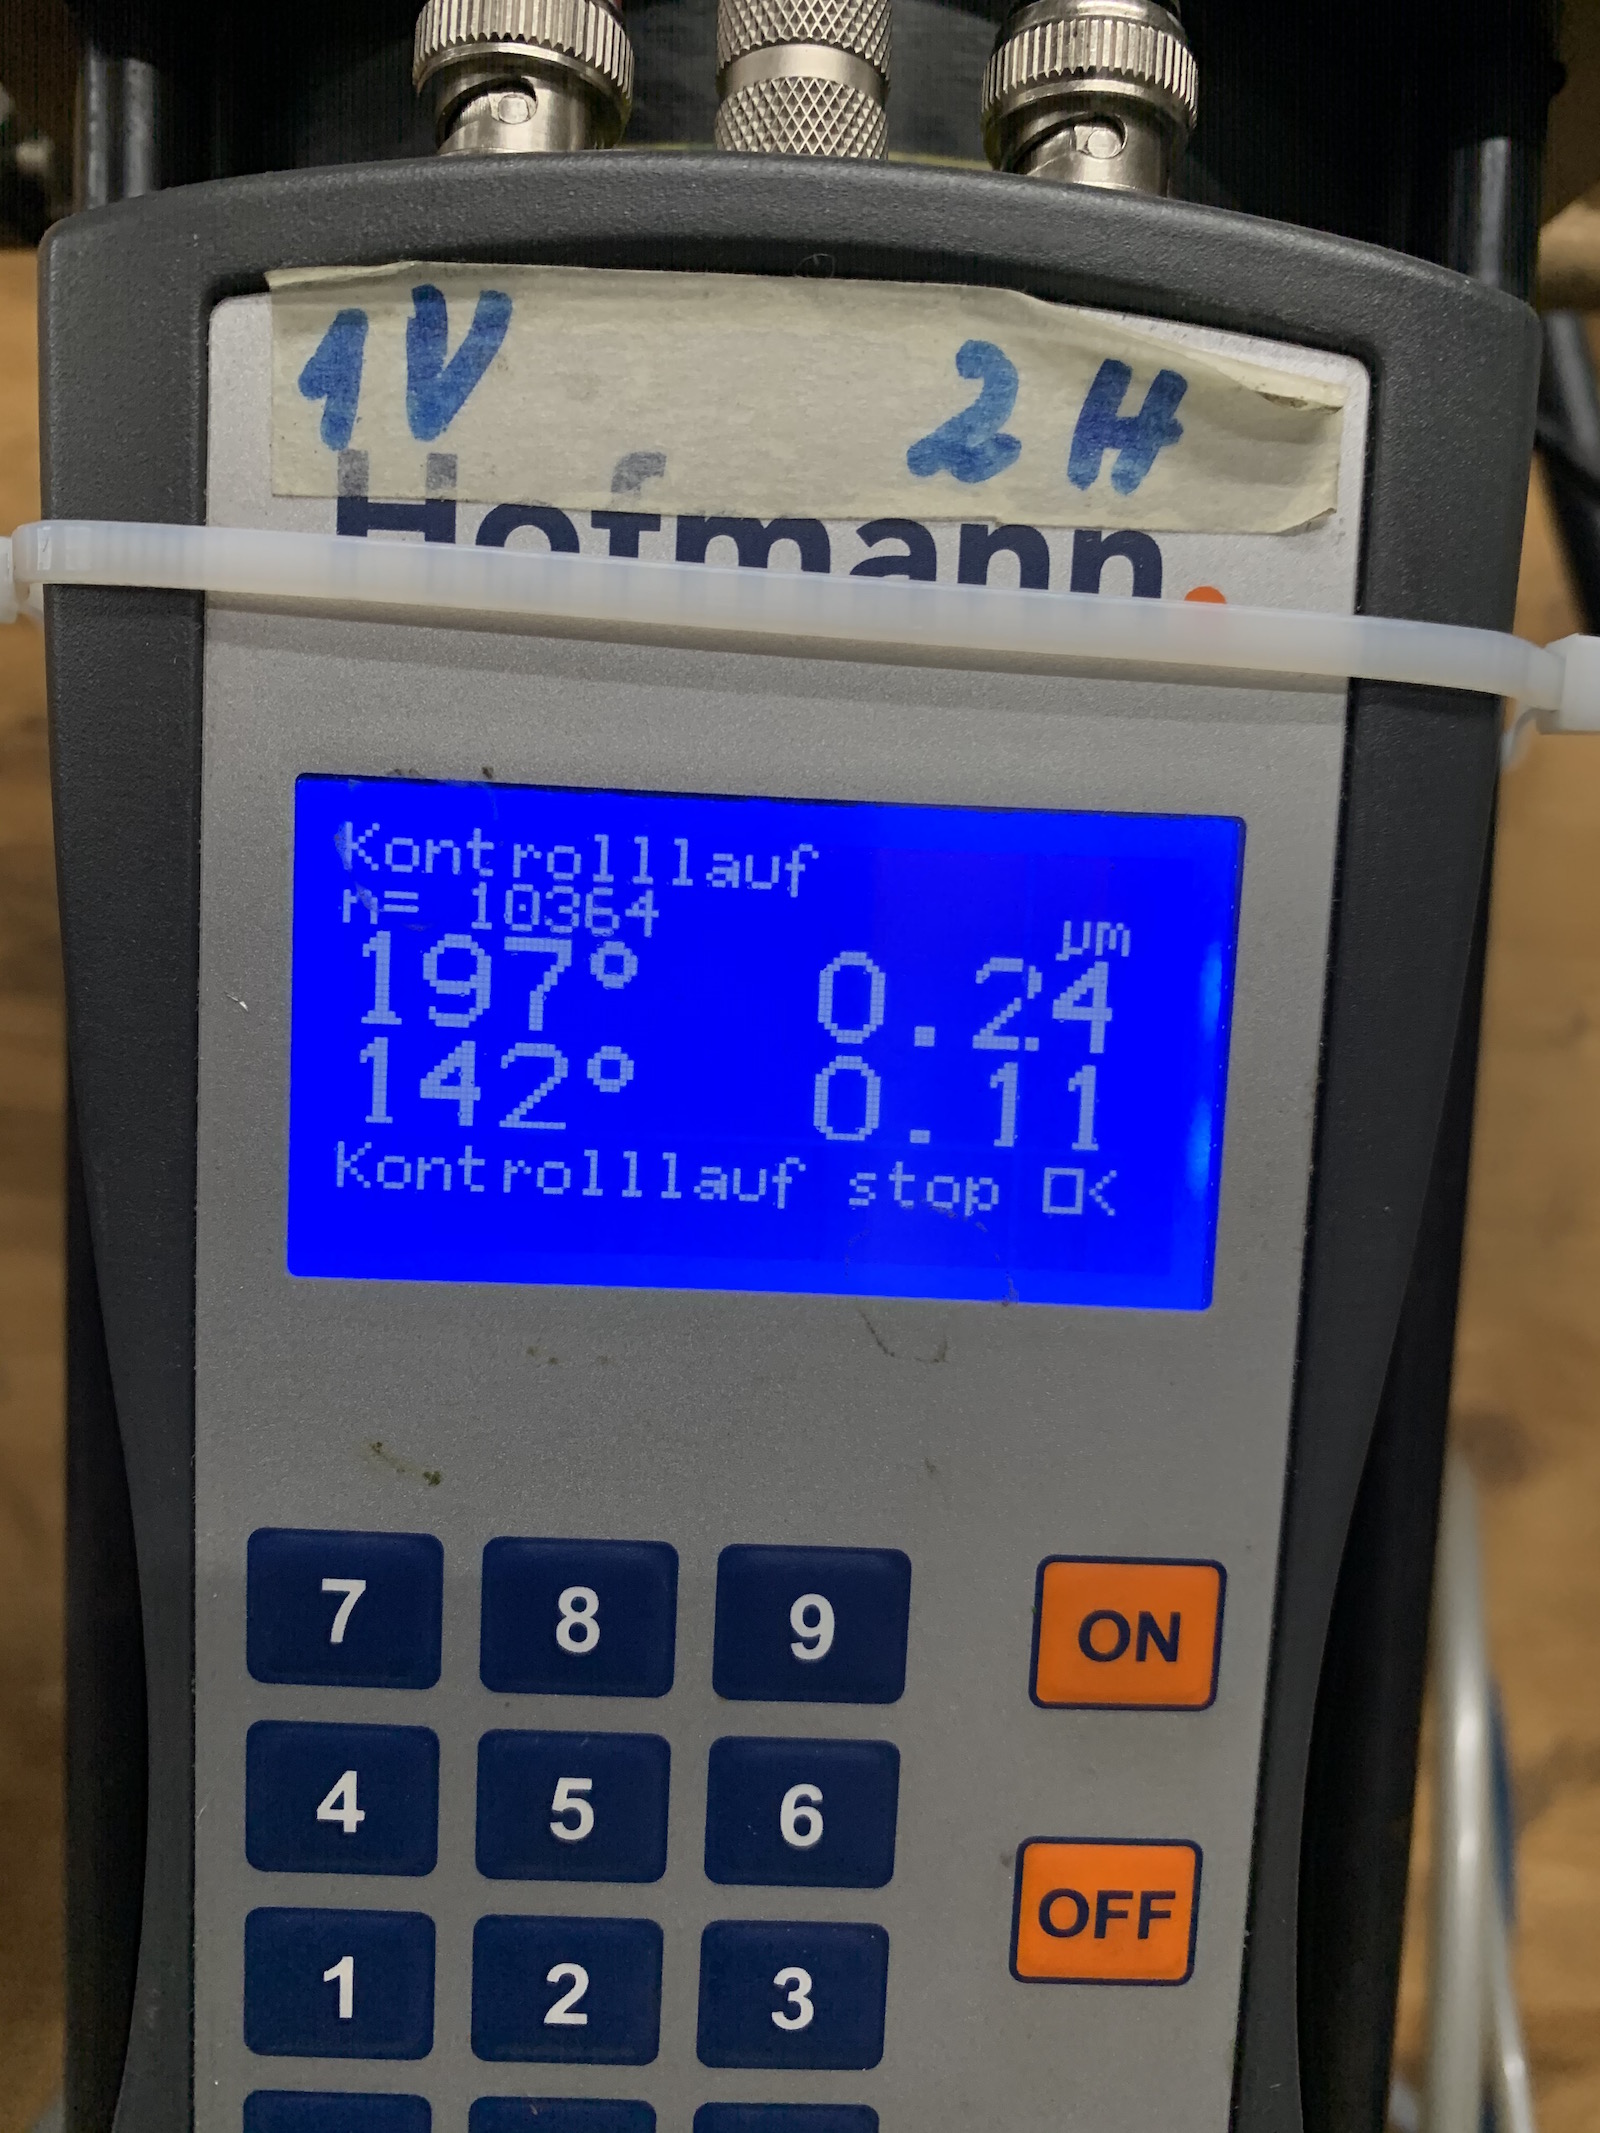 1V 2H
Hofmann.
Kontrolllauf
n= 10364
µm
197° 0.24
142° 0.11
Kontrolllauf stop OK
7 8 9 ON
4 5 6
OFF
1 2 3